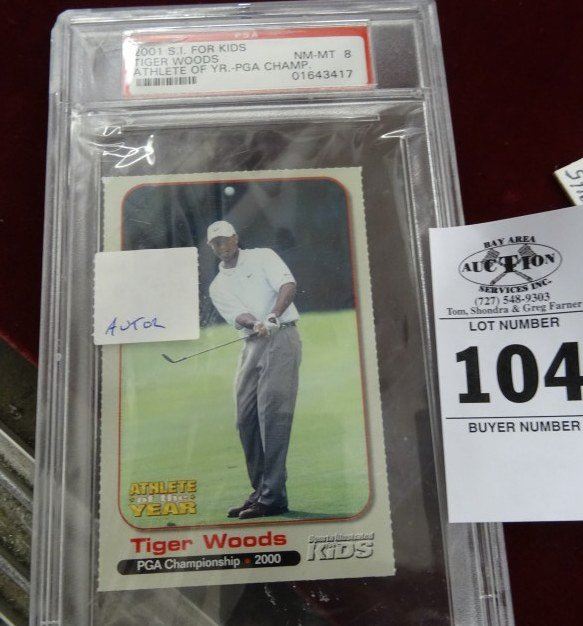 PSA
2001 S.I. FOR KIDS
TIGER WOODS NM-MT 8
ATHLETE OF YR.-PGA CHAMP.
01643417
AUTOL
ATHLETE
of the
YEAR
Tiger Woods
Sports Illustrated
KIDS
PGA Championship • 2000
BAY AREA
AUCTION
SERVICES INC.
(727) 548-9303
Tom, Shondra & Greg Farner
LOT NUMBER
104
BUYER NUMBER